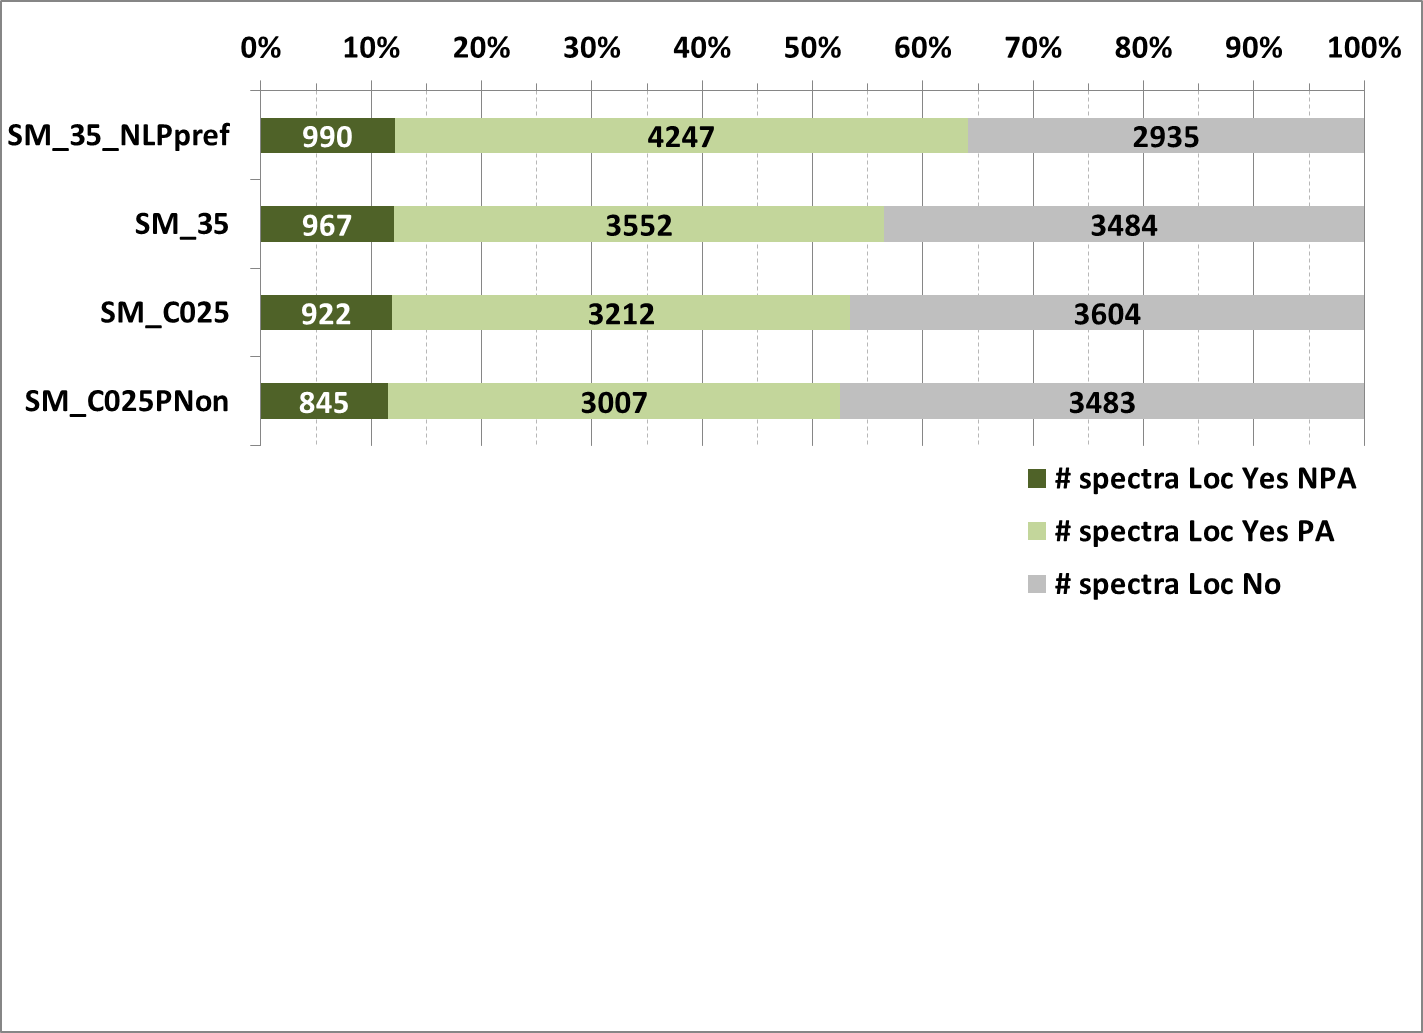 0% 10% 20% 30% 40% 50% 60% 70% 80% 90% 100%
SM_35_NLPpref 990 4247 2935
SM_35 967 3552 3484
SM_C025 922 3212 3604
SM_C025PNon 845 3007 3483
# spectra Loc Yes NPA
# spectra Loc Yes PA
# spectra Loc No